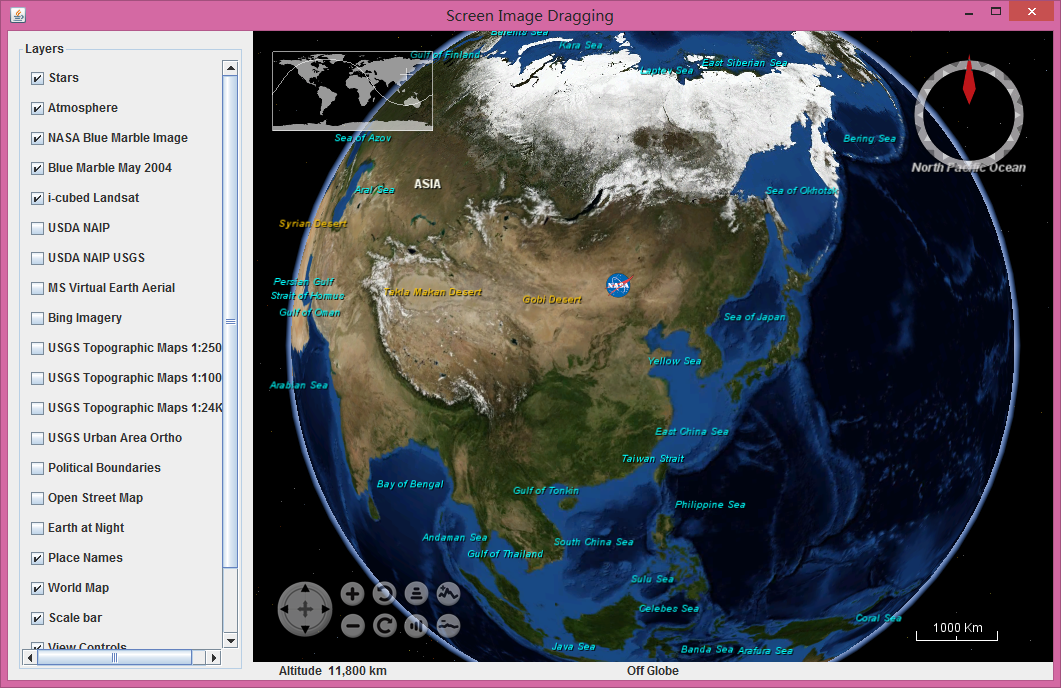 Screen Image Dragging
Layers
Stars
Atmosphere
NASA Blue Marble Image
Blue Marble May 2004
i-cubed Landsat
USDA NAIP
USDA NAIP USGS
MS Virtual Earth Aerial
Bing Imagery
USGS Topographic Maps 1:250
USGS Topographic Maps 1:100
USGS Topographic Maps 1:24K
USGS Urban Area Ortho
Political Boundaries
Open Street Map
Earth at Night
Place Names
World Map
Scale bar
View Controls
Barents Sea
Kara Sea
Gulf of Finland
Laptev Sea
East Siberian Sea
Sea of Azov
Bering Sea
North Pacific Ocean
ASIA
Aral Sea
Sea of Okhotsk
Syrian Desert
Persian Gulf
Strait of Hormus
Gulf of Oman
Takla Makan Desert
Gobi Desert
NASA
Sea of Japan
Yellow Sea
Arabian Sea
East China Sea
Taiwan Strait
Bay of Bengal
Gulf of Tonkin
Philippine Sea
Andaman Sea
South China Sea
Gulf of Thailand
Sulu Sea
Celebes Sea
Coral Sea
Java Sea
Banda Sea
Arafura Sea
1000 Km
Altitude 11,800 km
Off Globe